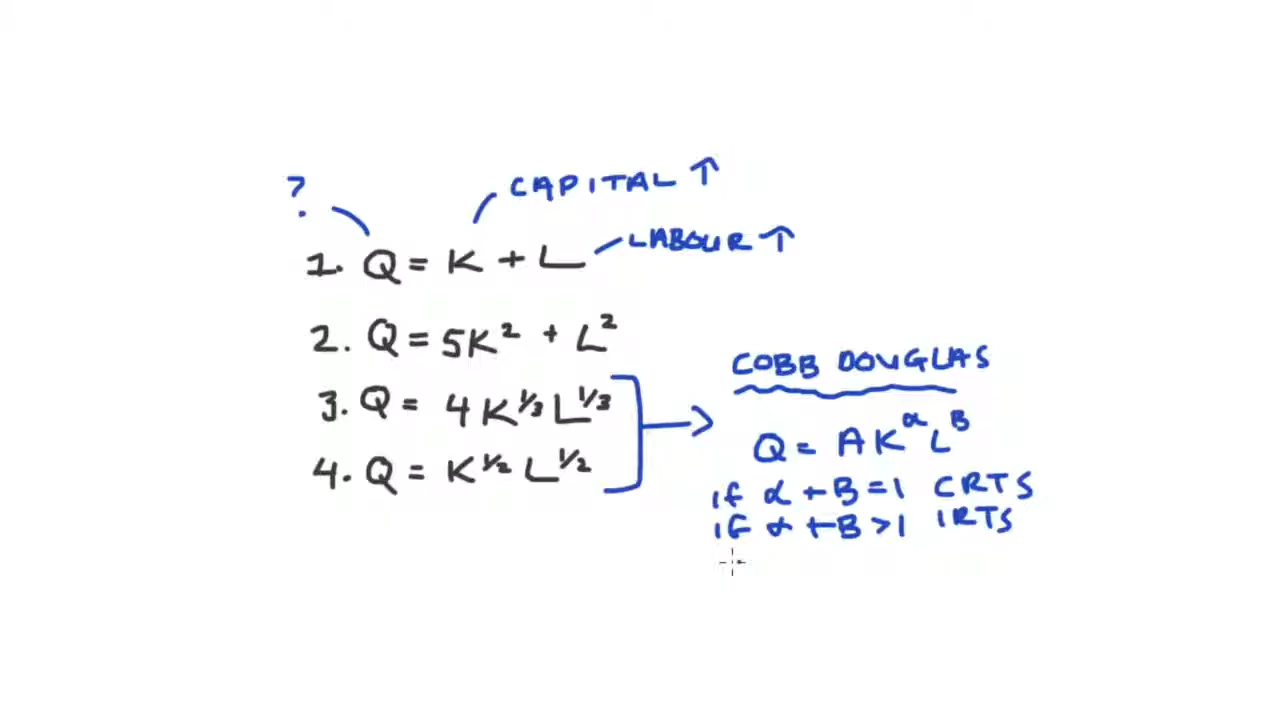 ?
CAPITAL ↑
LABOUR ↑
1. Q = K + L
2. Q = 5K² + L²
3. Q = 4K^1/3 L^1/3
4. Q = K^1/2 L^1/2
COBB DOUGLAS
Q = AK^α L^B
if α + B = 1 CRTS
iF α + B > 1 IRTS